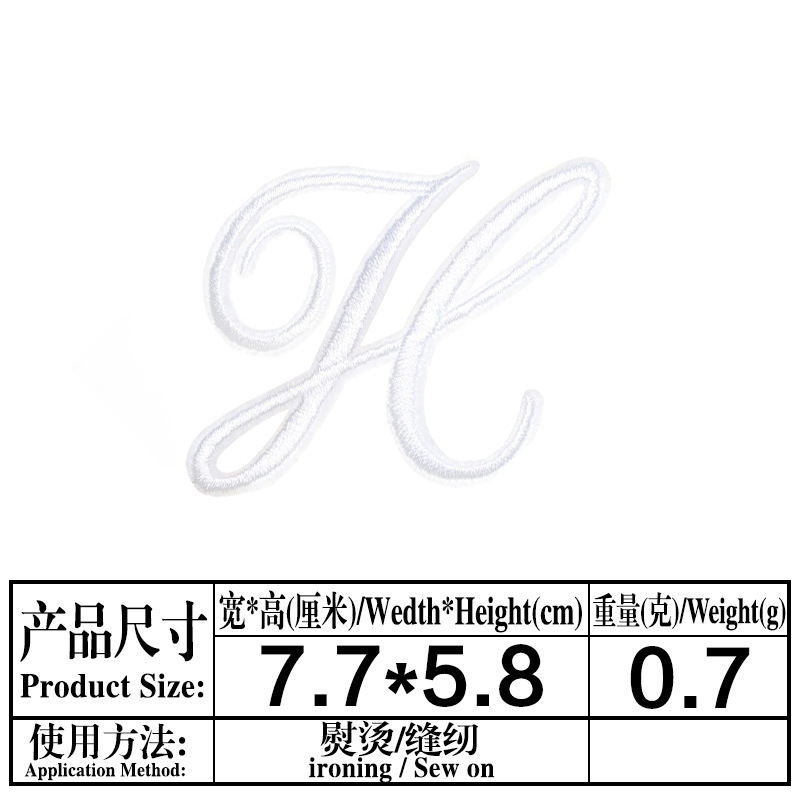 H
产品尺寸
Product Size:
宽*高(厘米)/Wedth*Height(cm)
重量(克)/Weight(g)
7.7*5.8
0.7
使用方法:
Application Method:
熨烫/缝纫
ironing / Sew on